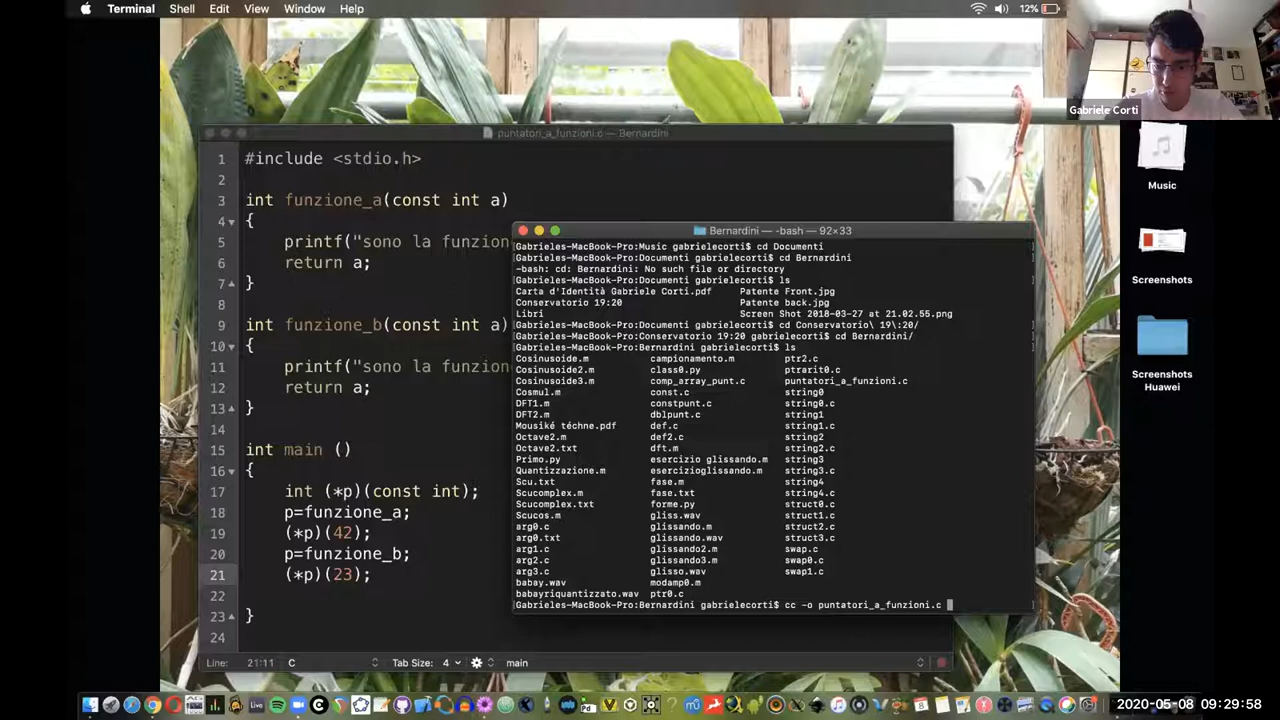 Terminal Shell Edit View Window Help 12%
Gabriele Corti
puntatori_a_funzioni.c — Bernardini
1 #include <stdio.h>
2
3 int funzione_a(const int a)
4 {
5 printf("sono la funzion
6 return a;
7 }
8
9 int funzione_b(const int a)
10 {
11 printf("sono la funzion
12 return a;
13 }
14
15 int main ()
16 {
17 int (*p)(const int);
18 p=funzione_a;
19 (*p)(42);
20 p=funzione_b;
21 (*p)(23);
22
23 }
24
Line: 21:11 C Tab Size: 4 main
Bernardini — -bash — 92×33
Gabrieles-MacBook-Pro:Music gabrielecorti$ cd Documenti
Gabrieles-MacBook-Pro:Documenti gabrielecorti$ cd Bernardini
-bash: cd: Bernardini: No such file or directory
Gabrieles-MacBook-Pro:Documenti gabrielecorti$ ls
Carta d'Identità Gabriele Corti.pdf Patente Front.jpg
Conservatorio 19:20 Patente back.jpg
Libri Screen Shot 2018-03-27 at 21.02.55.png
Gabrieles-MacBook-Pro:Documenti gabrielecorti$ cd Conservatorio\ 19\:20/
Gabrieles-MacBook-Pro:Conservatorio 19:20 gabrielecorti$ cd Bernardini/
Gabrieles-MacBook-Pro:Bernardini gabrielecorti$ ls
Cosinusoide.m campionamento.m ptr2.c
Cosinusoide2.m class0.py ptrarit0.c
Cosinusoide3.m comp_array_punt.c puntatori_a_funzioni.c
Cosmul.m const.c string0
DFT1.m constpunt.c string0.c
DFT2.m dblpunt.c string1
Mousiké téchne.pdf def.c string1.c
Octave2.m def2.c string2
Octave2.txt dft.m string2.c
Primo.py esercizio glissando.m string3
Quantizzazione.m esercizioglissando.m string3.c
Scu.txt fase.m string4
Scucomplex.m fase.txt string4.c
Scucomplex.txt forme.py struct0.c
Scucos.m gliss.wav struct1.c
arg0.c glissando.m struct2.c
arg0.txt glissando.wav struct3.c
arg1.c glissando2.m swap.c
arg2.c glissando3.m swap0.c
arg3.c glisso.wav swap1.c
babay.wav modamp0.m
babayriquantizzato.wav ptr0.c
Gabrieles-MacBook-Pro:Bernardini gabrielecorti$ cc -o puntatori_a_funzioni.c
Music
Screenshots
Screenshots
Huawei
2020-05-08 09:29:58